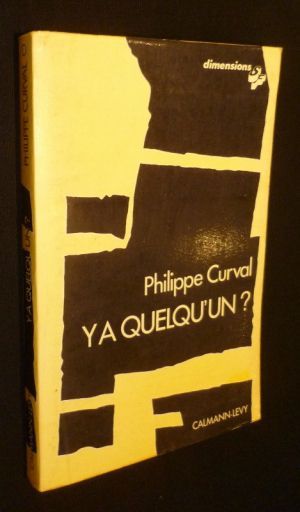 dimensions
SF
Philippe Curval
Y A QUELQU'UN ?
CALMANN-LEVY
PHILIPPE CURVAL
Y A QUELQU'UN ?